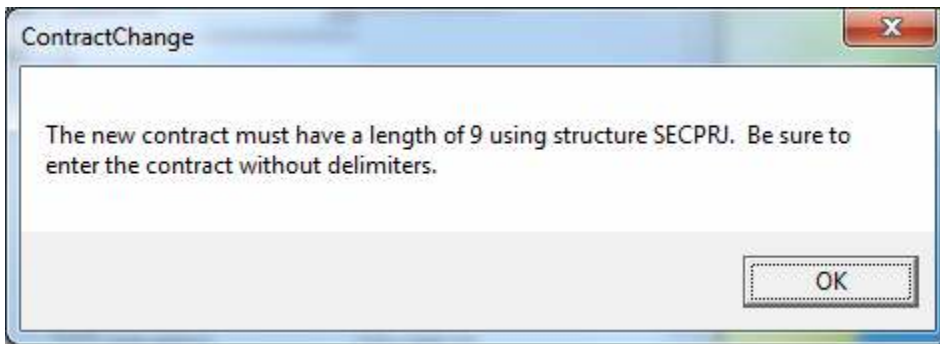 ContractChange
The new contract must have a length of 9 using structure SECPRJ.  Be sure to
enter the contract without delimiters.
OK